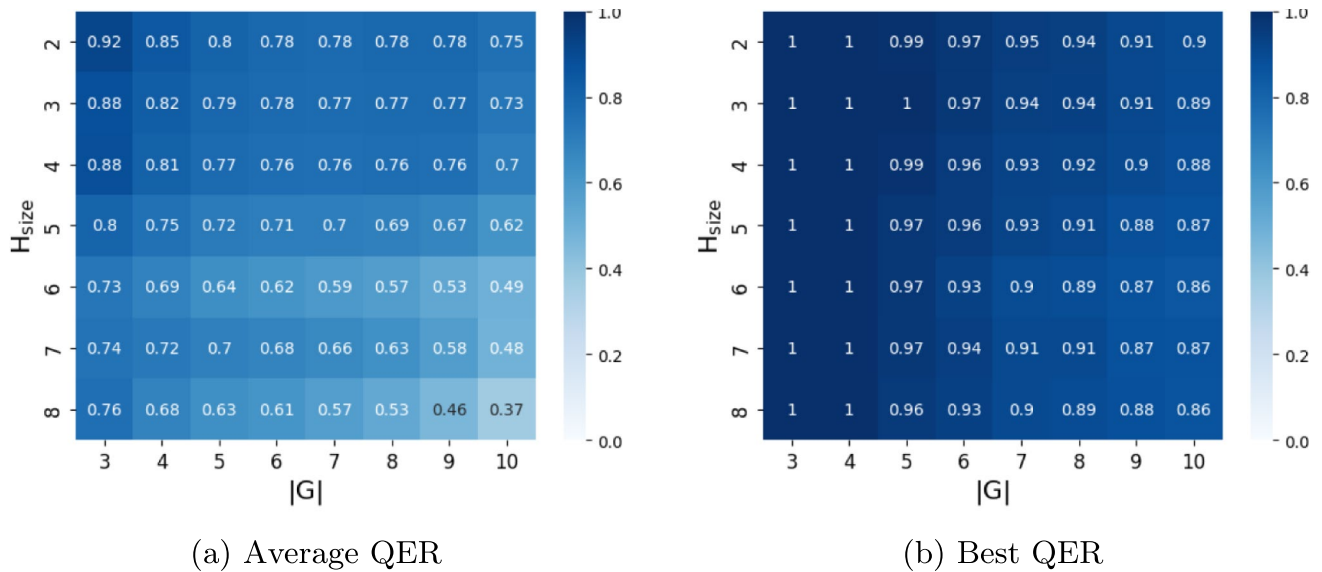 2 0.92 0.85 0.8 0.78 0.78 0.78 0.78 0.75
3 0.88 0.82 0.79 0.78 0.77 0.77 0.77 0.73
4 0.88 0.81 0.77 0.76 0.76 0.76 0.76 0.7
5 0.8 0.75 0.72 0.71 0.7 0.69 0.67 0.62
6 0.73 0.69 0.64 0.62 0.59 0.57 0.53 0.49
7 0.74 0.72 0.7 0.68 0.66 0.63 0.58 0.48
8 0.76 0.68 0.63 0.61 0.57 0.53 0.46 0.37
3 4 5 6 7 8 9 10
Hsize
|G|
1.0
0.8
0.6
0.4
0.2
0.0
(a) Average QER
2 1 1 0.99 0.97 0.95 0.94 0.91 0.9
3 1 1 1 0.97 0.94 0.94 0.91 0.89
4 1 1 0.99 0.96 0.93 0.92 0.9 0.88
5 1 1 0.97 0.96 0.93 0.91 0.88 0.87
6 1 1 0.97 0.93 0.9 0.89 0.87 0.86
7 1 1 0.97 0.94 0.91 0.91 0.87 0.87
8 1 1 0.96 0.93 0.9 0.89 0.88 0.86
3 4 5 6 7 8 9 10
Hsize
|G|
1.0
0.8
0.6
0.4
0.2
0.0
(b) Best QER